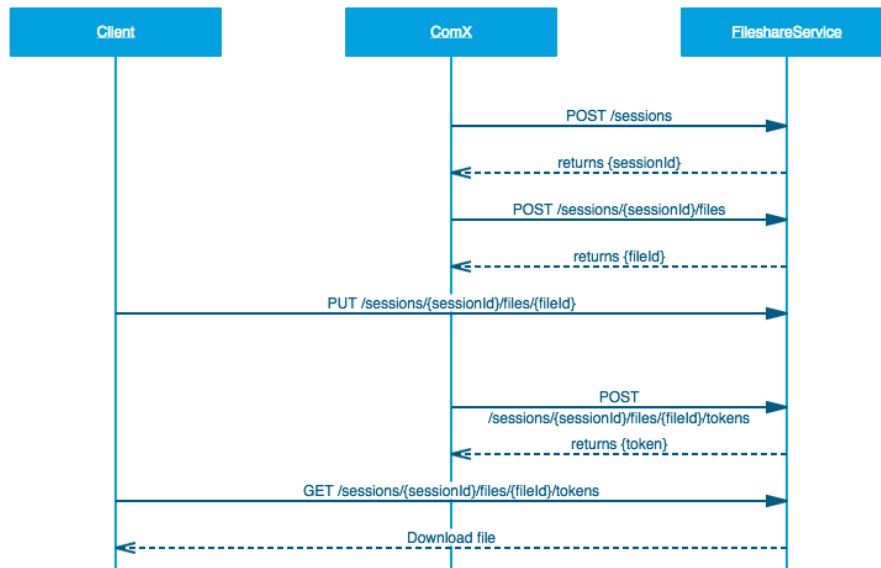 Client
ComX
FileshareService
POST /sessions
returns {sessionId}
POST /sessions/{sessionId}/files
returns {fileId}
PUT /sessions/{sessionId}/files/{fileId}
POST
/sessions/{sessionId}/files/{fileId}/tokens
returns {token}
GET /sessions/{sessionId}/files/{fileId}/tokens
Download file